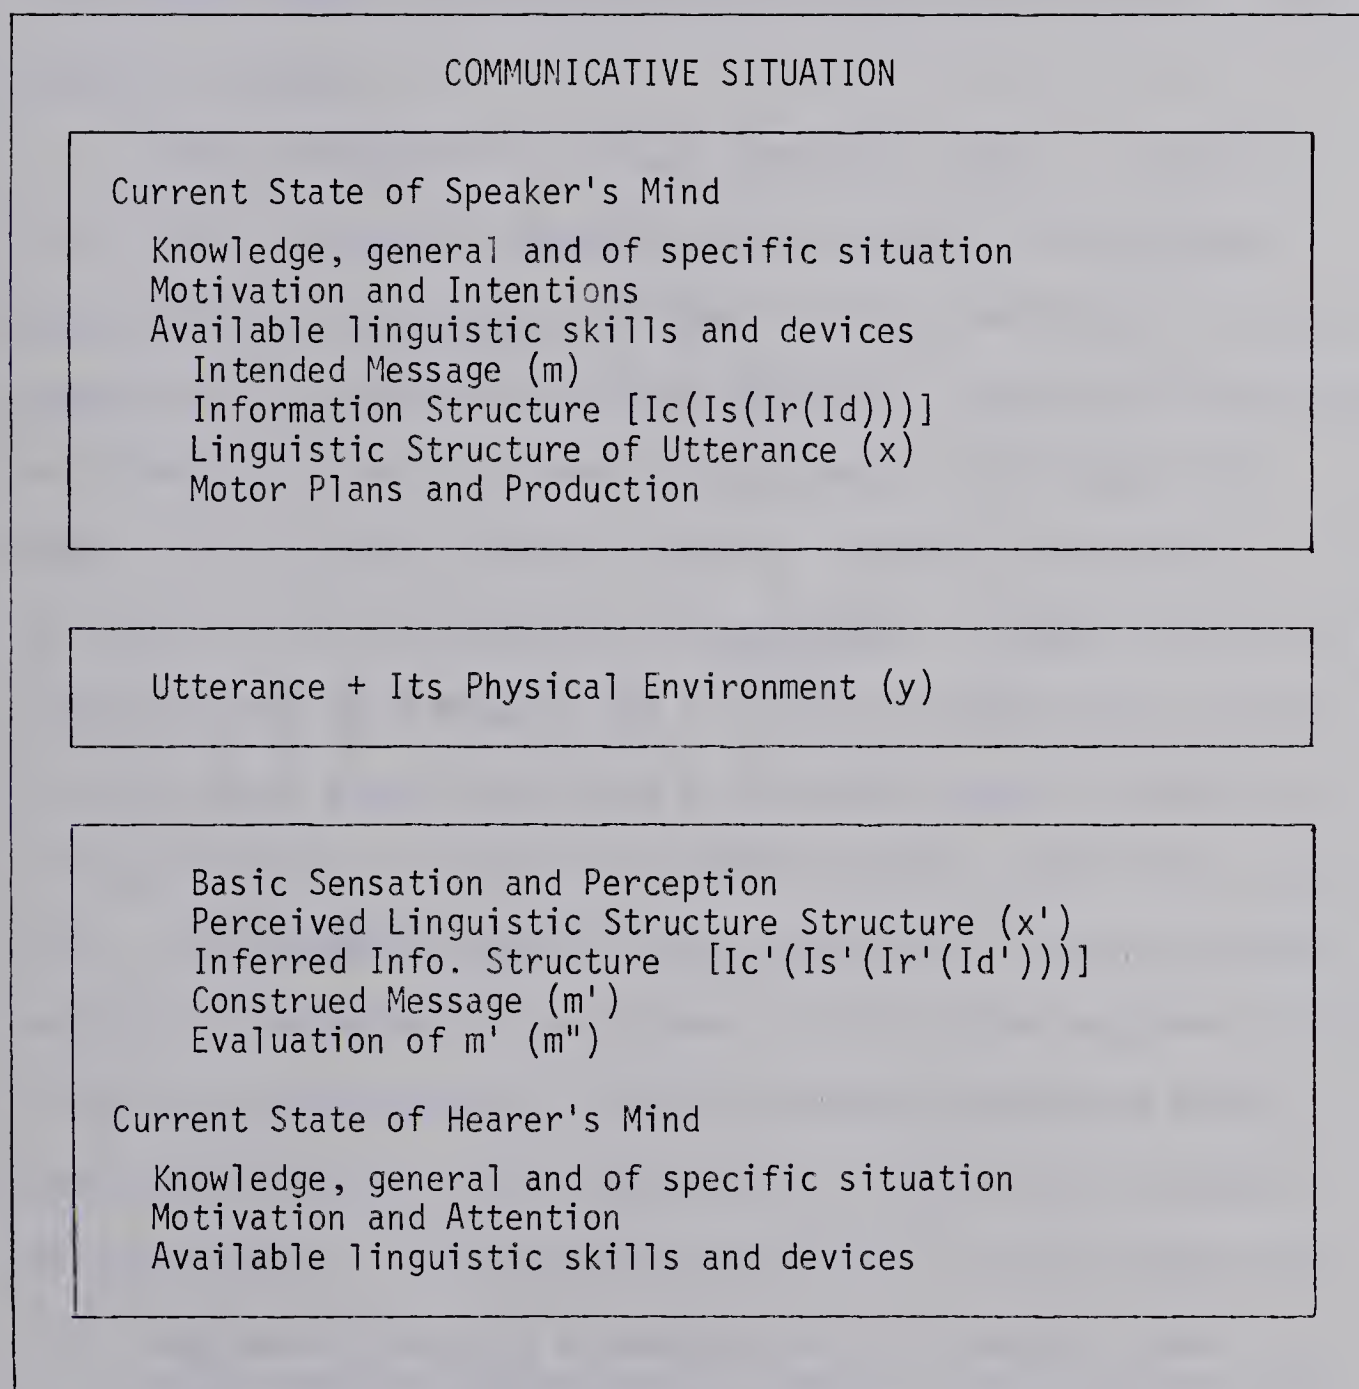 COMMUNICATIVE SITUATION
Current State of Speaker's Mind
Knowledge, general and of specific situation
Motivation and Intentions
Available linguistic skills and devices
Intended Message (m)
Information Structure [Ic(Is(Ir(Id)))]
Linguistic Structure of Utterance (x)
Motor Plans and Production
Utterance + Its Physical Environment (y)
Basic Sensation and Perception
Perceived Linguistic Structure Structure (x')
Inferred Info. Structure [Ic'(Is'(Ir'(Id')))]
Construed Message (m')
Evaluation of m' (m")
Current State of Hearer's Mind
Knowledge, general and of specific situation
Motivation and Attention
Available linguistic skills and devices